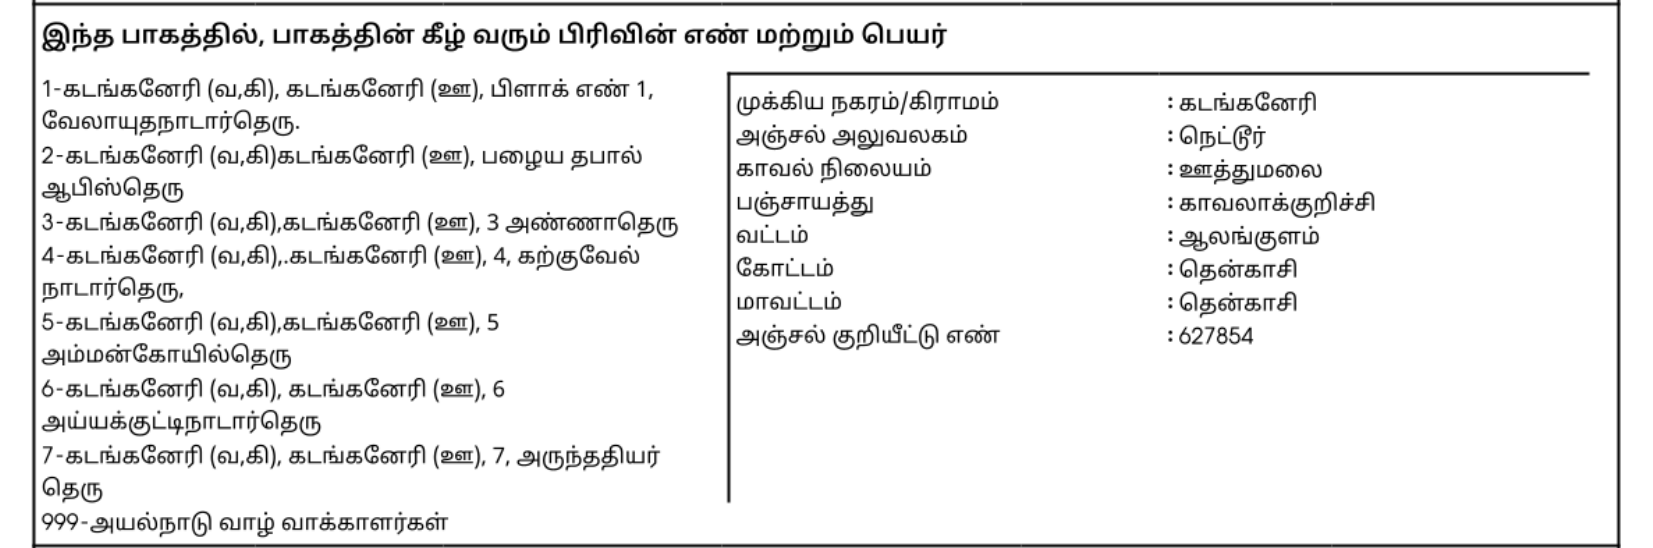 இந்த பாகத்தில், பாகத்தின் கீழ் வரும் பிரிவின் எண் மற்றும் பெயர்
1-கடங்கனேரி (வ,கி), கடங்கனேரி (ஊ), பிளாக் எண் 1,
வேலாயுதநாடார்தெரு.
2-கடங்கனேரி (வ,கி)கடங்கனேரி (ஊ), பழைய தபால்
ஆபிஸ்தெரு
3-கடங்கனேரி (வ,கி),கடங்கனேரி (ஊ), 3 அண்ணாதெரு
4-கடங்கனேரி (வ,கி),.கடங்கனேரி (ஊ), 4, கற்குவேல்
நாடார்தெரு,
5-கடங்கனேரி (வ,கி),கடங்கனேரி (ஊ), 5
அம்மன்கோயில்தெரு
6-கடங்கனேரி (வ,கி), கடங்கனேரி (ஊ), 6
அய்யக்குட்டிநாடார்தெரு
7-கடங்கனேரி (வ,கி), கடங்கனேரி (ஊ), 7, அருந்ததியர்
தெரு
999-அயல்நாடு வாழ் வாக்காளர்கள்
முக்கிய நகரம்/கிராமம் : கடங்கனேரி
அஞ்சல் அலுவலகம் : நெட்டூர்
காவல் நிலையம் : ஊத்துமலை
பஞ்சாயத்து : காவலாக்குறிச்சி
வட்டம் : ஆலங்குளம்
கோட்டம் : தென்காசி
மாவட்டம் : தென்காசி
அஞ்சல் குறியீட்டு எண் : 627854